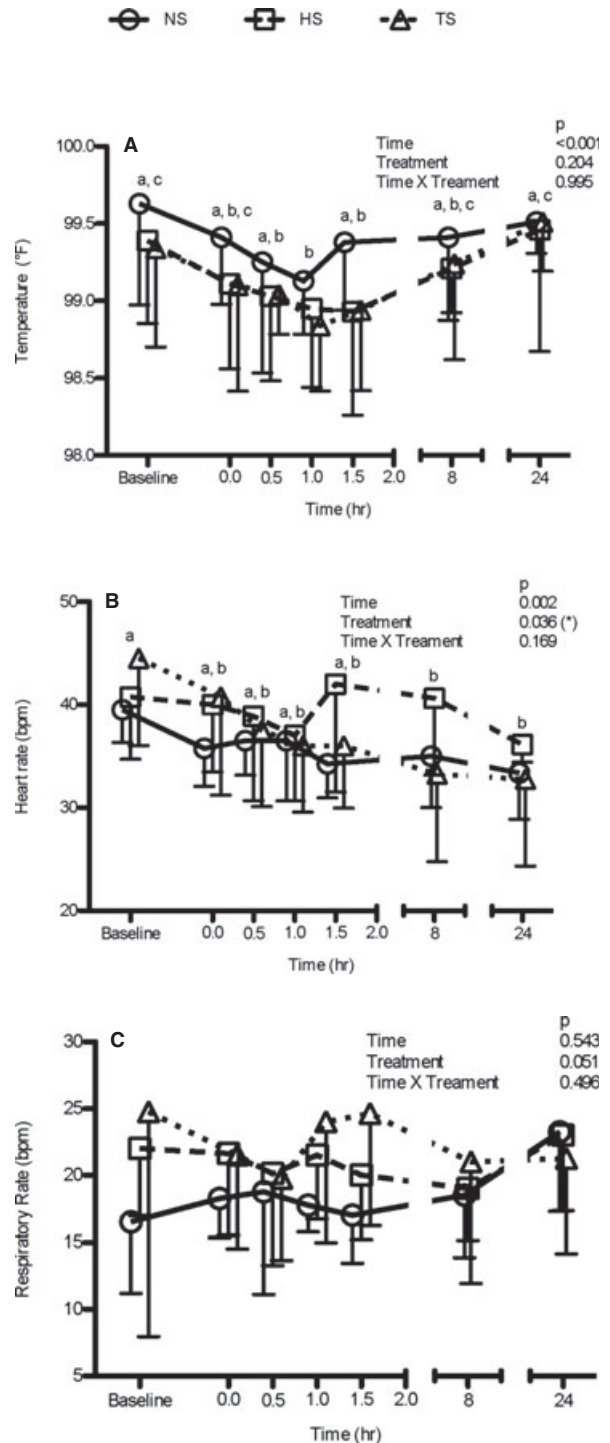 NS HS TS
A
p
Time <0.001
Treatment 0.204
Time X Treament 0.995
100.0
99.5
99.0
98.5
98.0
Temperature (°F)
a, c
a, b, c
a, b
b
a, b
a, b, c
a, c
Baseline 0.0 0.5 1.0 1.5 2.0 8 24
Time (hr)
B
p
Time 0.002
Treatment 0.036 (*)
Time X Treament 0.169
50
40
30
20
Heart rate (bpm)
a
a, b
a, b
a, b
a, b
b
b
Baseline 0.0 0.5 1.0 1.5 2.0 8 24
Time (hr)
C
p
Time 0.543
Treatment 0.051
Time X Treament 0.496
30
25
20
15
10
5
Respiratory Rate (bpm)
Baseline 0.0 0.5 1.0 1.5 2.0 8 24
Time (hr)